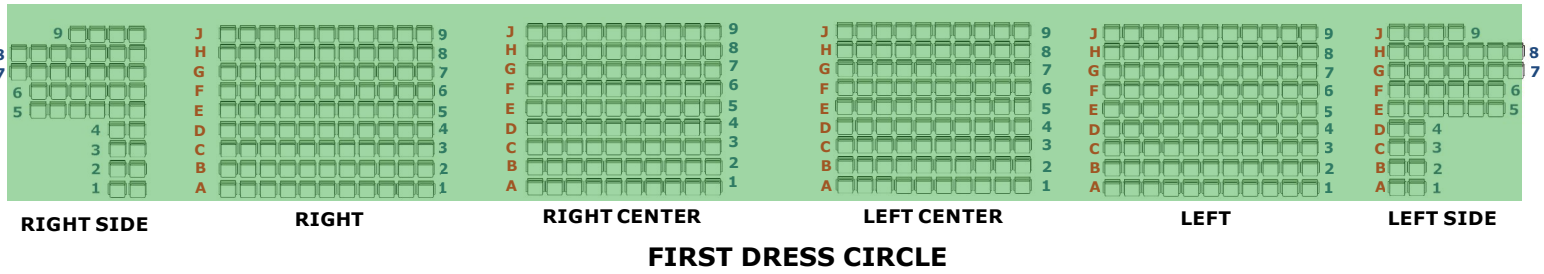 9 J 9 J 9 J 9 J 9 J 9
8 H 8 H 8 H 8 H 8 H 8
7 G 7 G 7 G 7 G 7 G 7
6 F 6 F 6 F 6 F 6 F 6
5 E 5 E 5 E 5 E 5 E 5
4 D 4 D 4 D 4 D 4 D 4
3 C 3 C 3 C 3 C 3 C 3
2 B 2 B 2 B 2 B 2 B 2
1 A 1 A 1 A 1 A 1 A 1
RIGHT SIDE RIGHT RIGHT CENTER LEFT CENTER LEFT LEFT SIDE
FIRST DRESS CIRCLE